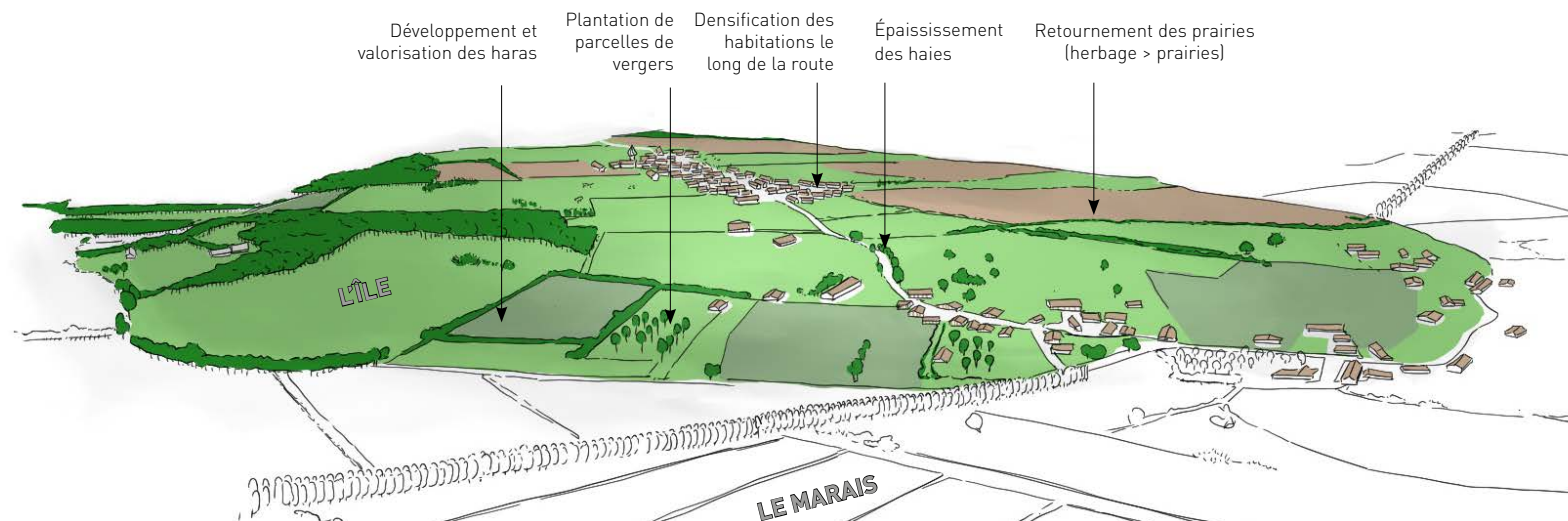 Développement et
valorisation des haras
Plantation de
parcelles de
vergers
Densification des
habitations le
long de la route
Épaississement
des haies
Retournement des prairies
(herbage > prairies)
L'ÎLE
LE MARAIS